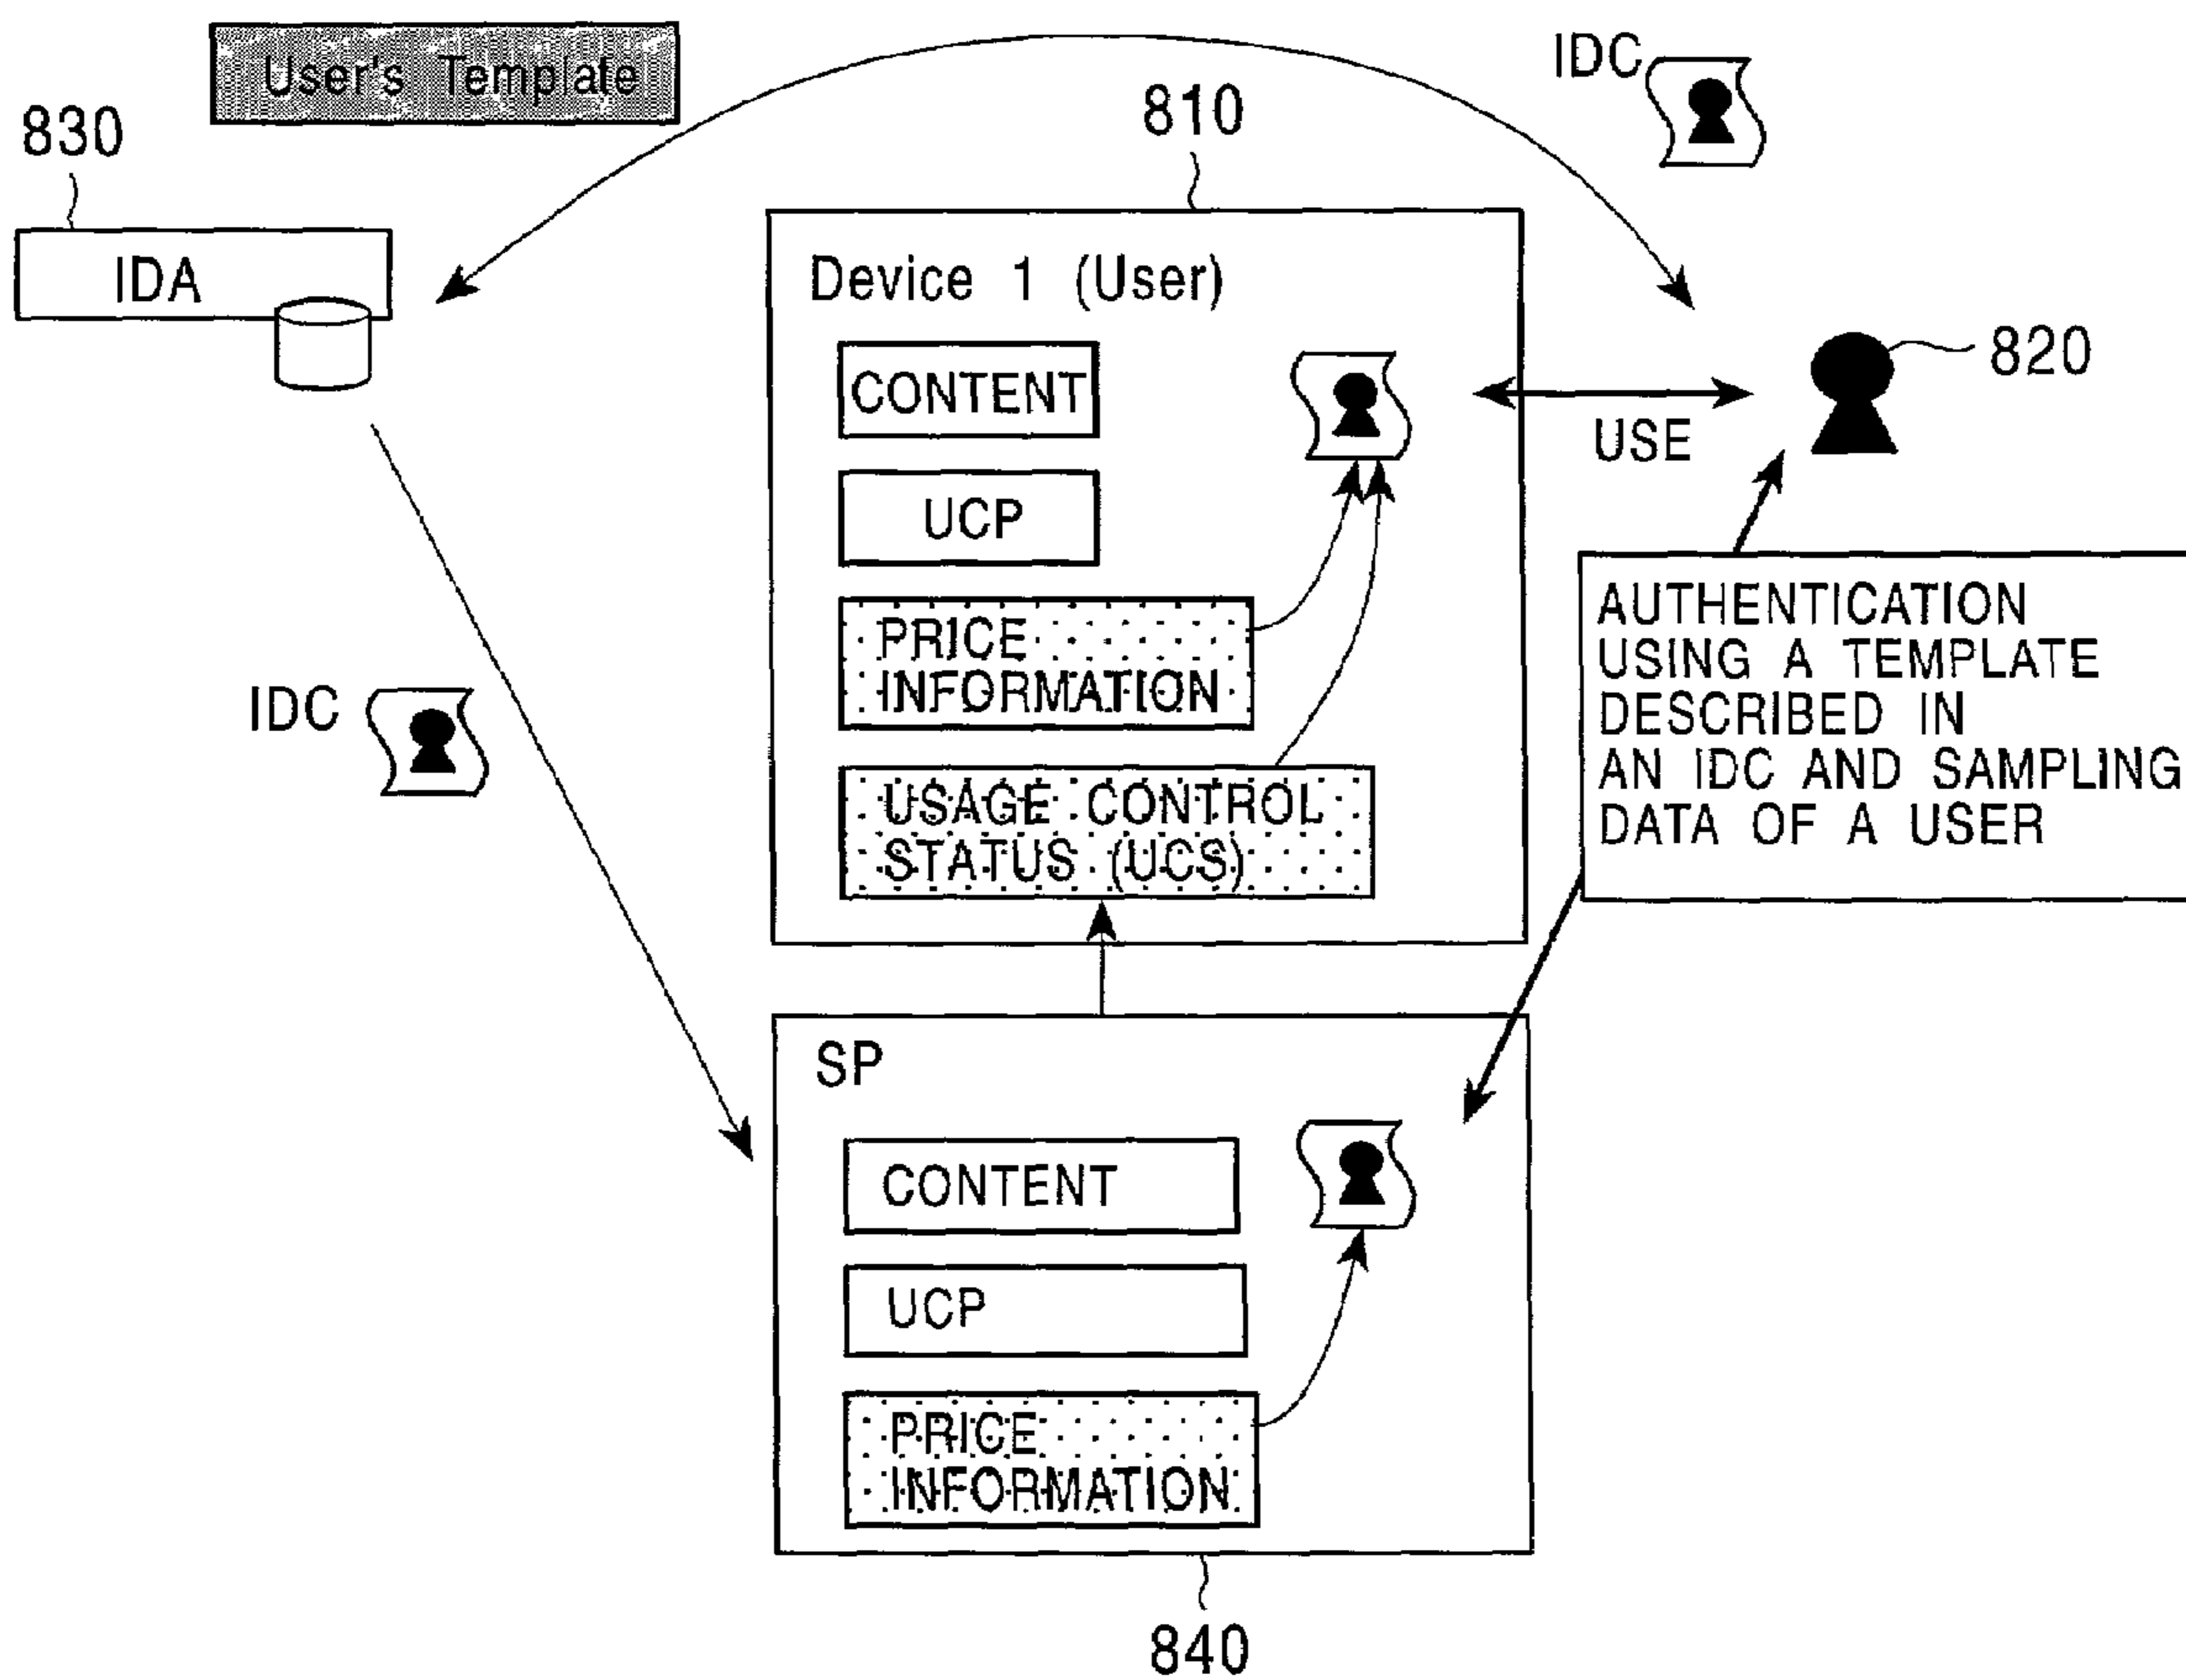 User's Template
IDC
830
810
IDA
Device 1 (User)
CONTENT
820
USE
UCP
AUTHENTICATION
USING A TEMPLATE
DESCRIBED IN
AN IDC AND SAMPLING
DATA OF A USER
PRICE
INFORMATION
IDC
USAGE CONTROL
STATUS (UCS)
SP
CONTENT
UCP
PRICE
INFORMATION
840